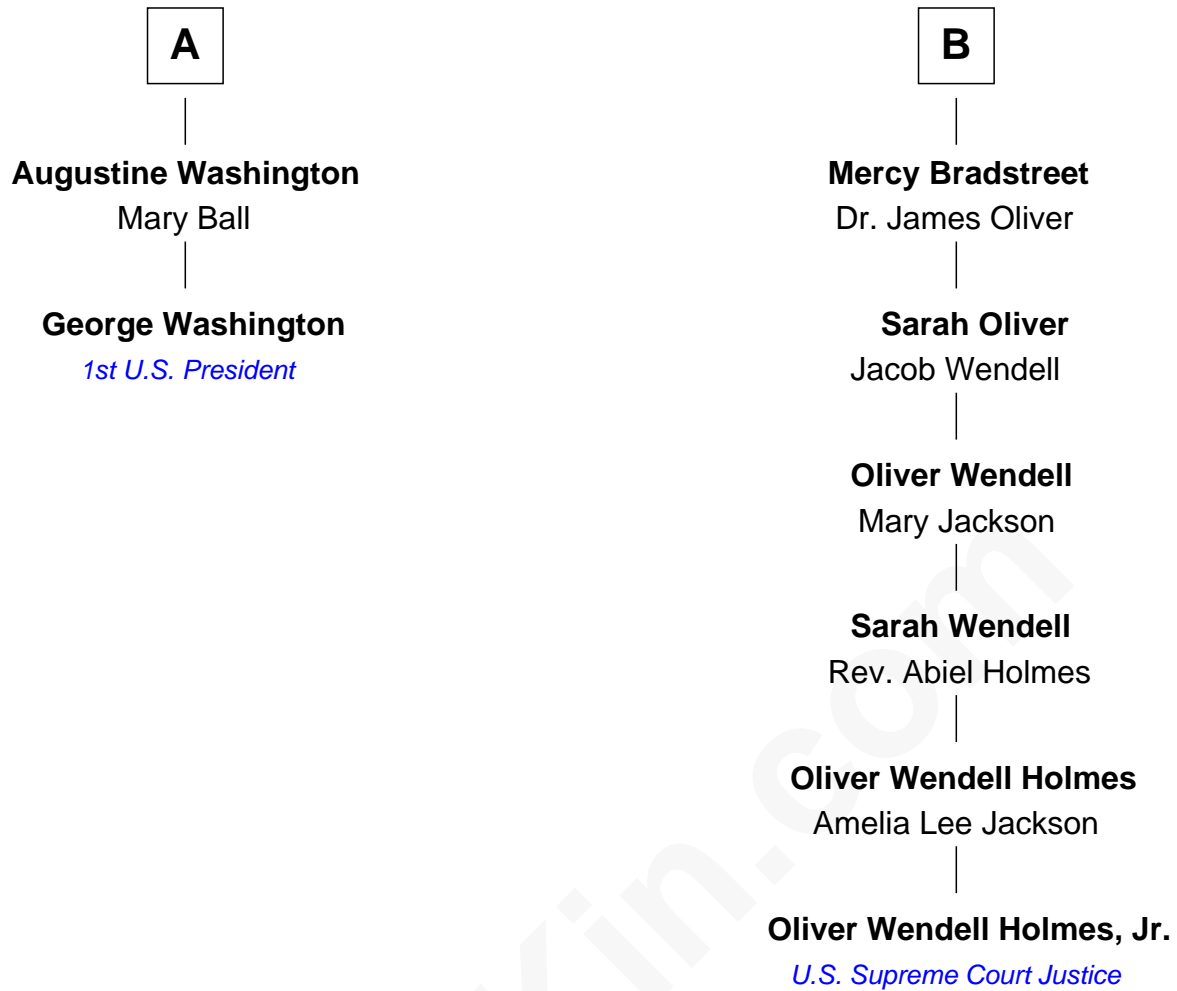 A
Augustine Washington
Mary Ball
George Washington
1st U.S. President
B
Mercy Bradstreet
Dr. James Oliver
Sarah Oliver
Jacob Wendell
Oliver Wendell
Mary Jackson
Sarah Wendell
Rev. Abiel Holmes
Oliver Wendell Holmes
Amelia Lee Jackson
Oliver Wendell Holmes, Jr.
U.S. Supreme Court Justice
Kin.com